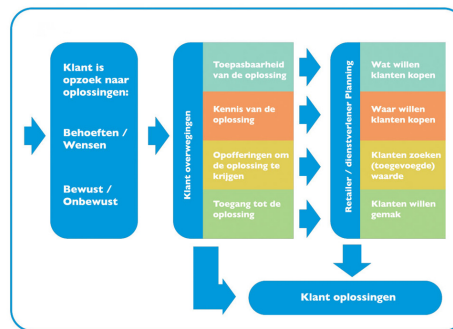 Klant is
opzoek naar
oplossingen:
Behoeften /
Wensen
Bewust /
Onbewust
Klant overwegingen
Toepasbaarheid
van de oplossing
Kennis van de
oplossing
Opofferingen om
de oplossing te
krijgen
Toegang tot de
oplossing
Retailer / dienstverlener Planning
Wat willen
klanten kopen
Waar willen
klanten kopen
Klanten zoeken
(toegevoegde)
waarde
Klanten willen
gemak
Klant oplossingen